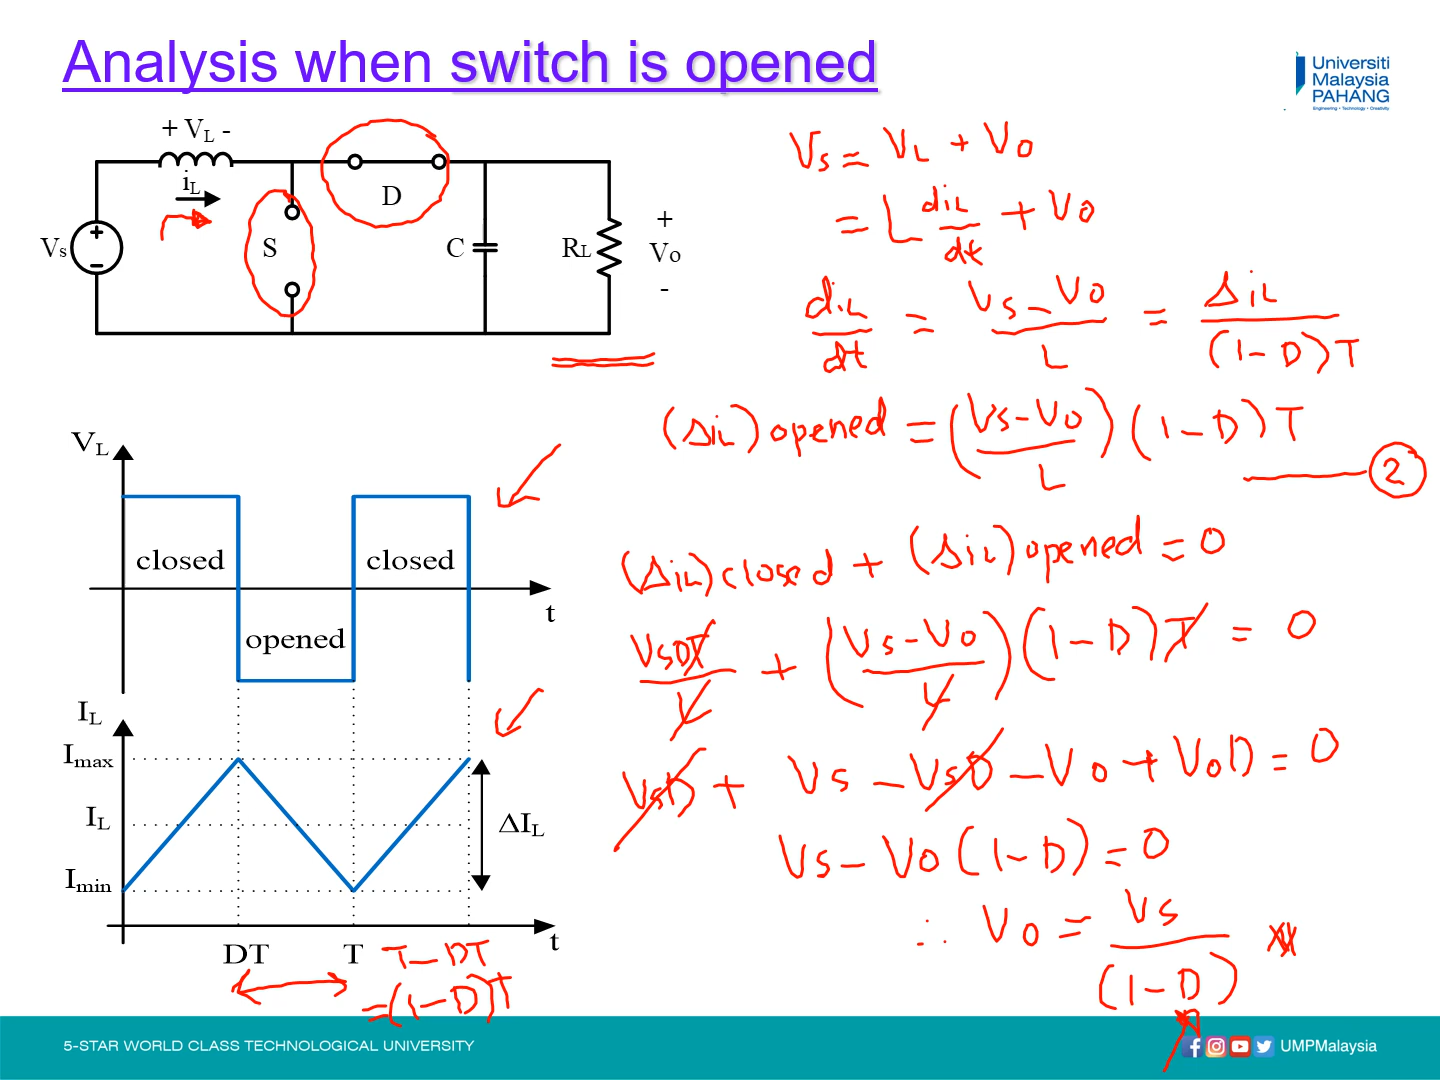 Analysis when switch is opened
Universiti
Malaysia
PAHANG
Engineering • Technology • Creativity
+ VL -
iL
Vs
+
−
S
D
C
RL
+
Vo
-
Vs = VL + Vo
= L diL/dt + Vo
diL/dt = (Vs - Vo)/L = ΔiL/((1-D)T)
(ΔiL) opened = ((Vs-Vo)/L) (1-D) T
2
(ΔiL) closed + (ΔiL) opened = 0
VsDT/L + ((Vs-Vo)/L) (1-D) T = 0
VsD + Vs - VsD - Vo + VoD = 0
Vs - Vo (1-D) = 0
∴ Vo = Vs/(1-D)
VL
closed
closed
opened
t
IL
Imax
IL
Imin
ΔIL
DT
T
t
T - DT
= (1-D)T
5-STAR WORLD CLASS TECHNOLOGICAL UNIVERSITY
UMPMalaysia